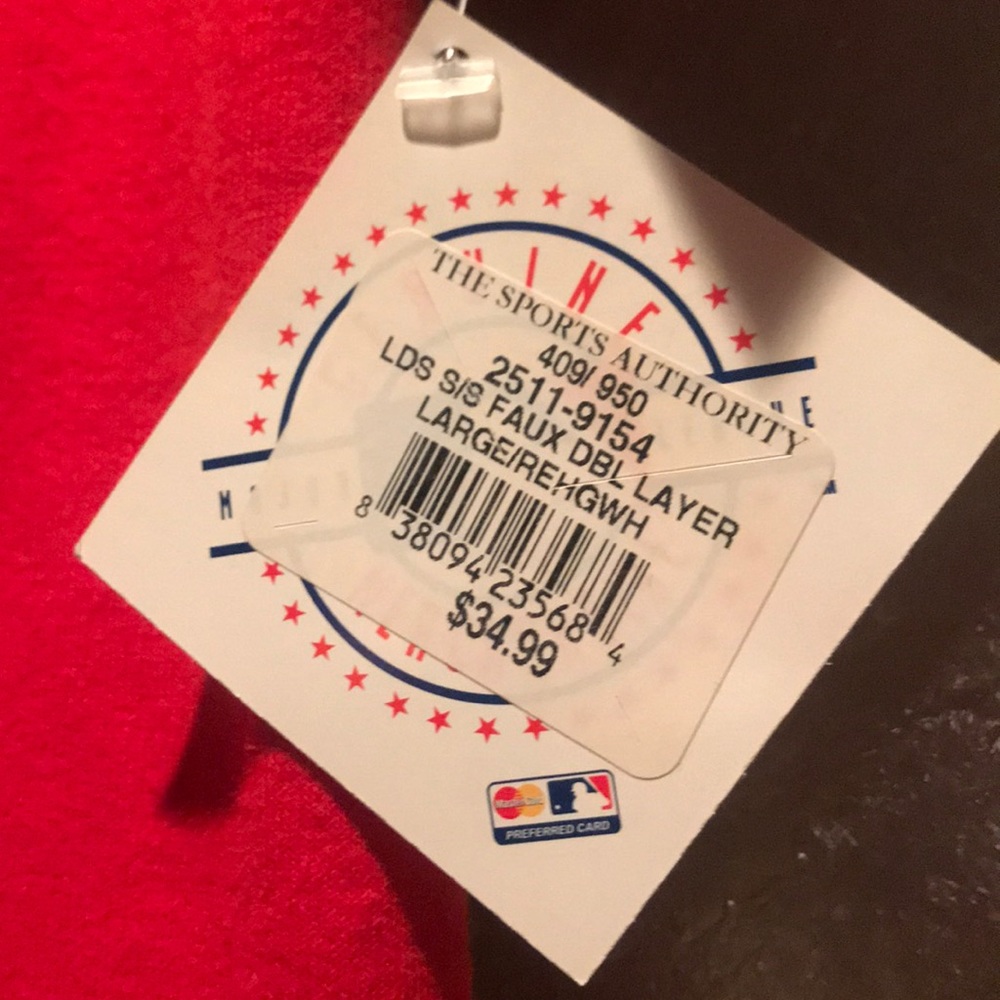 THE SPORTS AUTHORITY
409/ 950
2511-9154
LDS S/S FAUX DBL LAYER
LARGE/REHGWH
8 38094 23568 4
$34.99
MasterCard
PREFERRED CARD